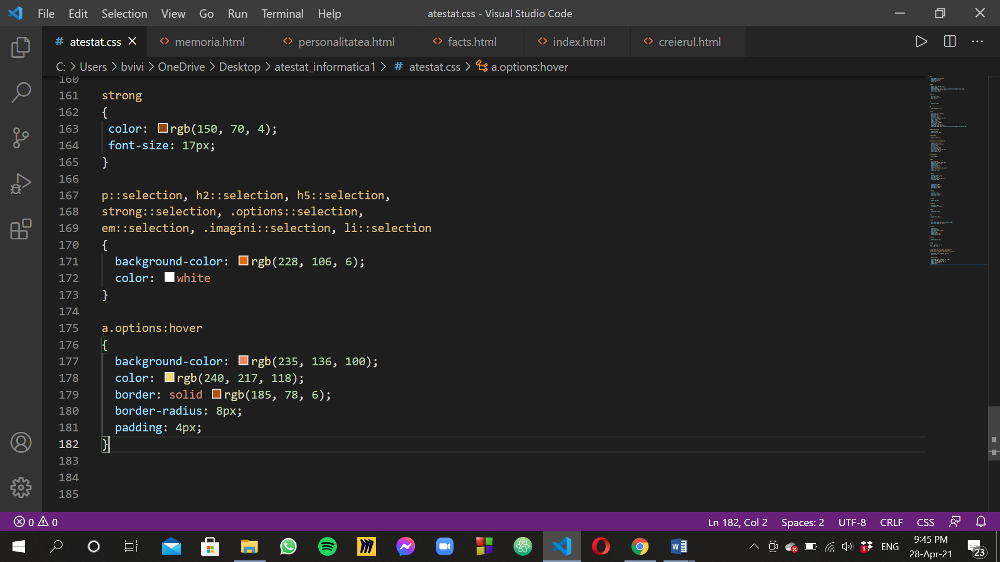 File Edit Selection View Go Run Terminal Help
atestat.css - Visual Studio Code
# atestat.css
<> memoria.html
<> personalitatea.html
<> facts.html
<> index.html
<> creierul.html
C: > Users > bvivi > OneDrive > Desktop > atestat_informatica1 > # atestat.css > a.options:hover
160
161 strong
162 {
163 color: rgb(150, 70, 4);
164 font-size: 17px;
165 }
166
167 p::selection, h2::selection, h5::selection,
168 strong::selection, .options::selection,
169 em::selection, .imagini::selection, li::selection
170 {
171 background-color: rgb(228, 106, 6);
172 color: white
173 }
174
175 a.options:hover
176 {
177 background-color: rgb(235, 136, 100);
178 color: rgb(240, 217, 118);
179 border: solid rgb(185, 78, 6);
180 border-radius: 8px;
181 padding: 4px;
182 }
183
184
185
0 0
Ln 182, Col 2 Spaces: 2 UTF-8 CRLF CSS
1
ENG
9:45 PM
28-Apr-21
23